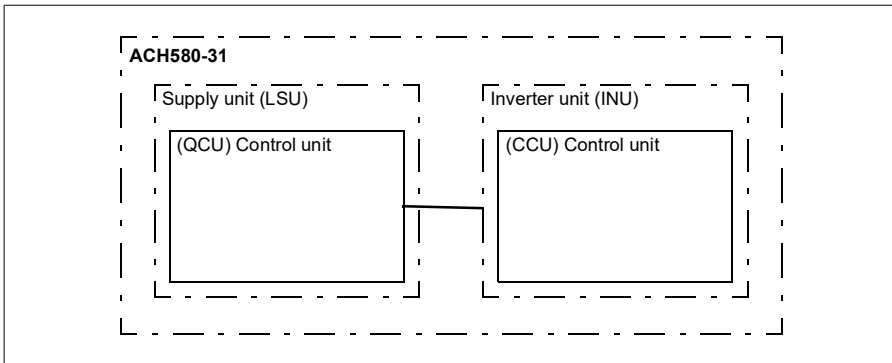 ACH580-31
Supply unit (LSU)
Inverter unit (INU)
(QCU) Control unit
(CCU) Control unit